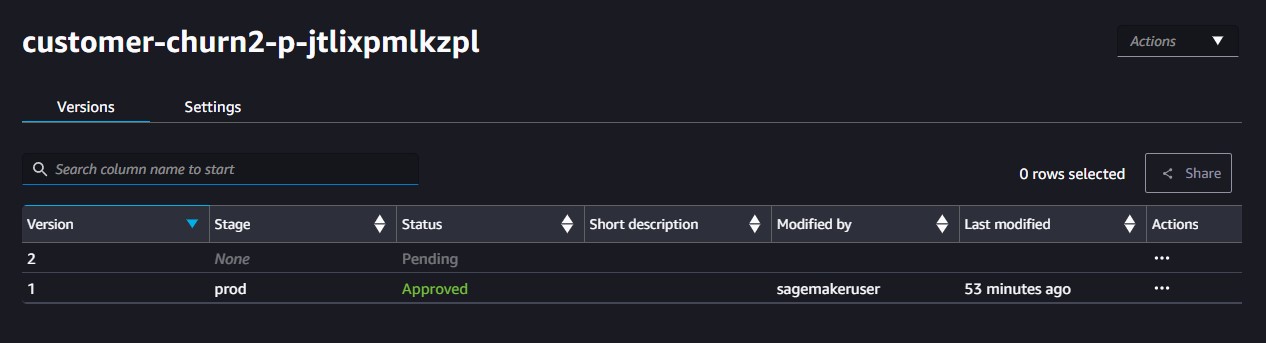 customer-churn2-p-jtlixpmlkzpl
Actions
Versions Settings
Search column name to start
0 rows selected Share
Version Stage Status Short description Modified by Last modified Actions
2 None Pending
1 prod Approved sagemakeruser 53 minutes ago